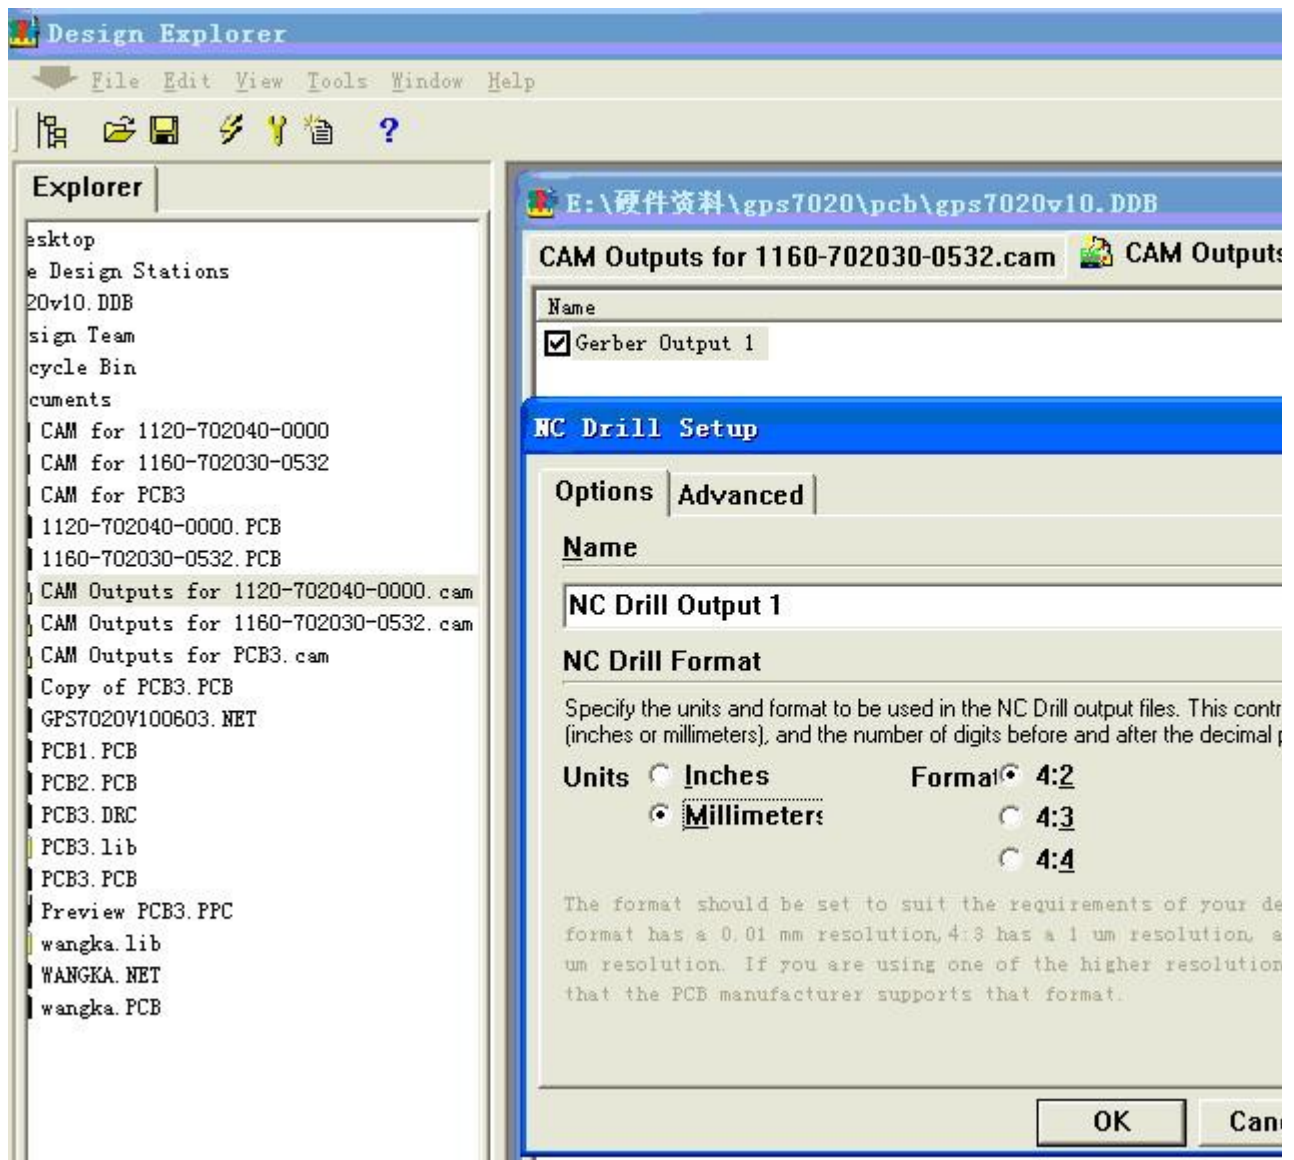 Design Explorer
File Edit View Tools Window Help
Explorer
esktop
e Design Stations
20v10.DDB
sign Team
cycle Bin
cuments
CAM for 1120-702040-0000
CAM for 1160-702030-0532
CAM for PCB3
1120-702040-0000.PCB
1160-702030-0532.PCB
CAM Outputs for 1120-702040-0000.cam
CAM Outputs for 1160-702030-0532.cam
CAM Outputs for PCB3.cam
Copy of PCB3.PCB
GPS7020V100603.NET
PCB1.PCB
PCB2.PCB
PCB3.DRC
PCB3.lib
PCB3.PCB
Preview PCB3.PPC
wangka.lib
WANGKA.NET
wangka.PCB
E:\硬件资料\gps7020\pcb\gps7020v10.DDB
CAM Outputs for 1160-702030-0532.cam CAM Outputs
Name
Gerber Output 1
NC Drill Setup
Options Advanced
Name
NC Drill Output 1
NC Drill Format
Specify the units and format to be used in the NC Drill output files. This contr
(inches or millimeters), and the number of digits before and after the decimal p
Units Inches Format 4:2
Millimeters 4:3
4:4
The format should be set to suit the requirements of your de
format has a 0.01 mm resolution, 4:3 has a 1 um resolution, a
um resolution. If you are using one of the higher resolution
that the PCB manufacturer supports that format.
OK Can